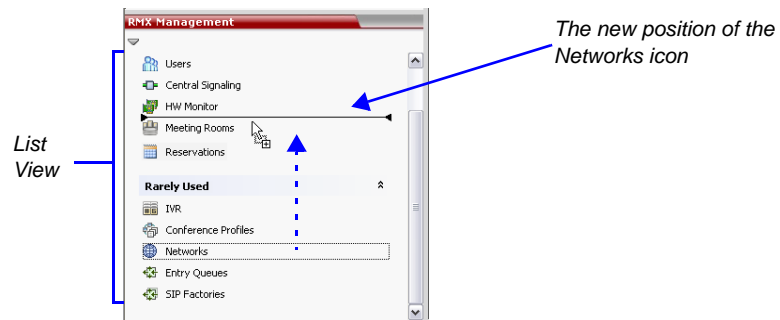 RMX Management
The new position of the
Networks icon
Users
Central Signaling
HW Monitor
Meeting Rooms
Reservations
List
View
Rarely Used
IVR
Conference Profiles
Networks
Entry Queues
SIP Factories